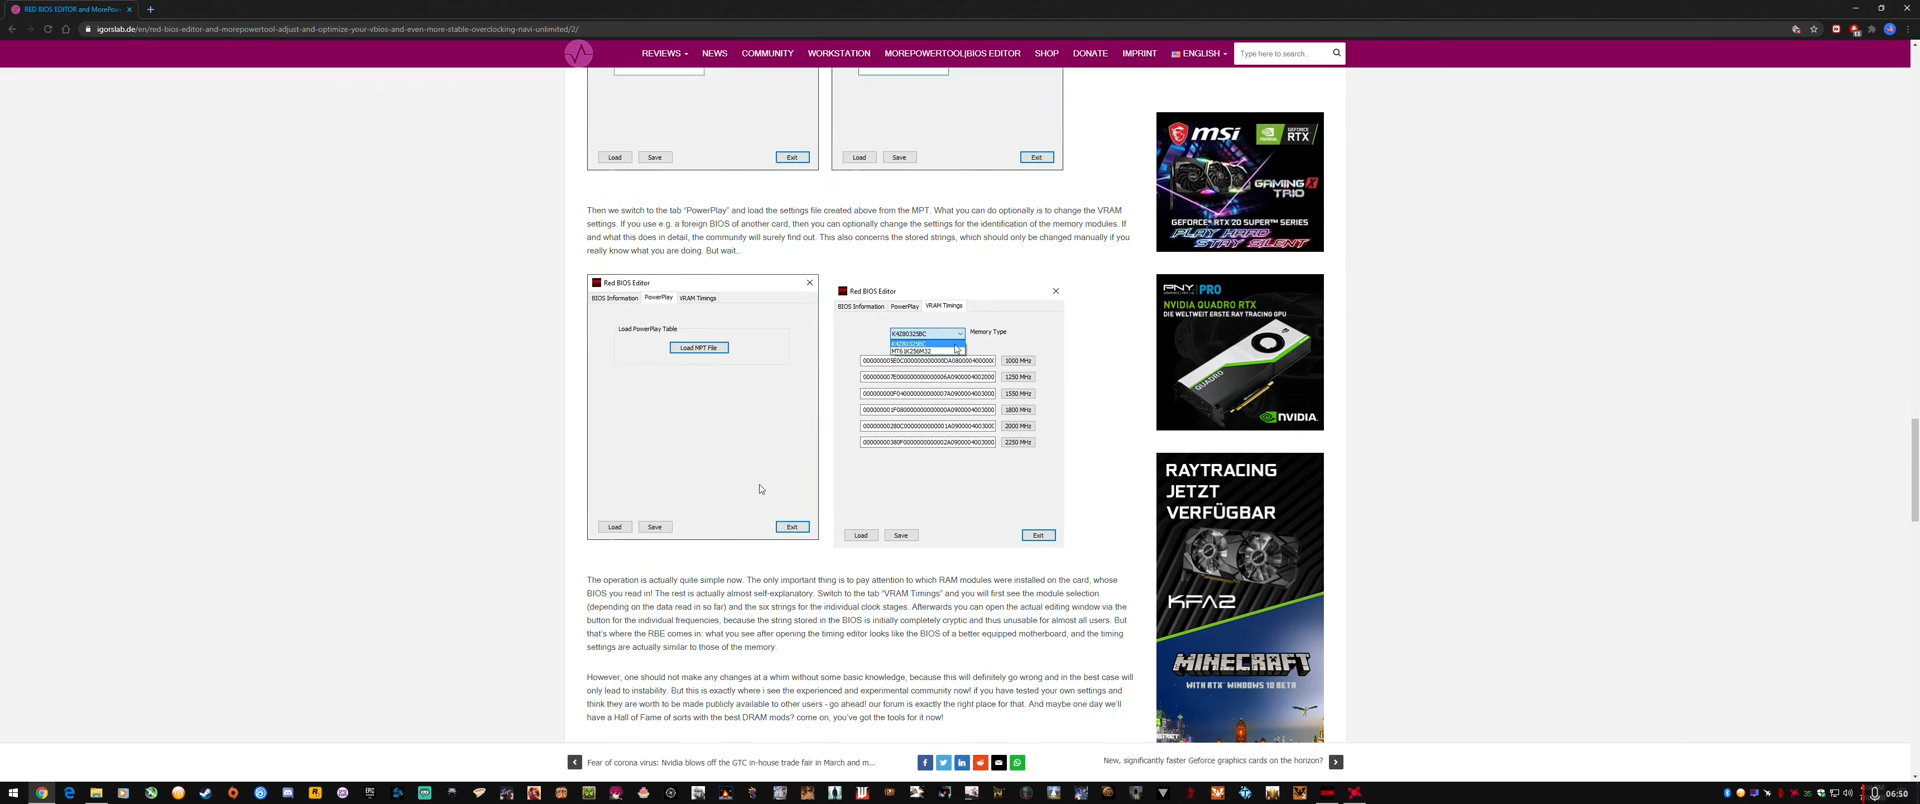 RED BIOS EDITOR and MorePow
igorslab.de/en/red-bios-editor-and-morepowertool-adjust-and-optimize-your-vbios-and-even-more-stable-overclocking-navi-unlimited/2/
REVIEWS NEWS COMMUNITY WORKSTATION MOREPOWERTOOL|BIOS EDITOR SHOP DONATE IMPRINT ENGLISH Type here to search...
Load Save Exit Load Save Exit
Then we switch to the tab “PowerPlay” and load the settings file created above from the MPT. What you can do optionally is to change the VRAM
settings. If you use e.g. a foreign BIOS of another card, then you can optionally change the settings for the identification of the memory modules. If
and what this does in detail, the community will surely find out. This also concerns the stored strings, which should only be changed manually if you
really know what you are doing. But wait...
Red BIOS Editor
BIOS Information PowerPlay VRAM Timings
Load PowerPlay Table
Load MPT File
Load Save Exit
Red BIOS Editor
BIOS Information PowerPlay VRAM Timings
K4Z80325BC Memory Type
K4Z80325BC
MT61K256M32
1000 MHz
1250 MHz
1550 MHz
1800 MHz
2000 MHz
2250 MHz
Load Save Exit
The operation is actually quite simple now. The only important thing is to pay attention to which RAM modules were installed on the card, whose
BIOS you read in! The rest is actually almost self-explanatory. Switch to the tab “VRAM Timings” and you will first see the module selection
(depending on the data read in so far) and the six strings for the individual clock stages. Afterwards you can open the actual editing window via the
button for the individual frequencies, because the string stored in the BIOS is initially completely cryptic and thus unusable for almost all users. But
that’s where the RBE comes in: what you see after opening the timing editor looks like the BIOS of a better equipped motherboard, and the timing
settings are actually similar to those of the memory.
However, one should not make any changes at a whim without some basic knowledge, because this will definitely go wrong and in the best case will
only lead to instability. But this is exactly where i see the experienced and experimental community now! if you have tested your own settings and
think they are worth to be made publicly available to other users - go ahead! our forum is exactly the right place for that. And maybe one day we’ll
have a Hall of Fame of sorts with the best DRAM mods? come on, you’ve got the tools for it now!
msi GEFORCE RTX
GAMING X
TRIO
GEFORCE RTX 20 SUPER™ SERIES
PLAY HARD
STAY SILENT
PNY PRO
NVIDIA QUADRO RTX
DIE WELTWEIT ERSTE RAY TRACING GPU
QUADRO
NVIDIA
RAYTRACING
JETZT
VERFÜGBAR
KFA2
MINECRAFT
WITH RTX WINDOWS 10 BETA
Fear of corona virus: Nvidia blows off the GTC in-house trade fair in March and m...
New, significantly faster Geforce graphics cards on the horizon?
06:50